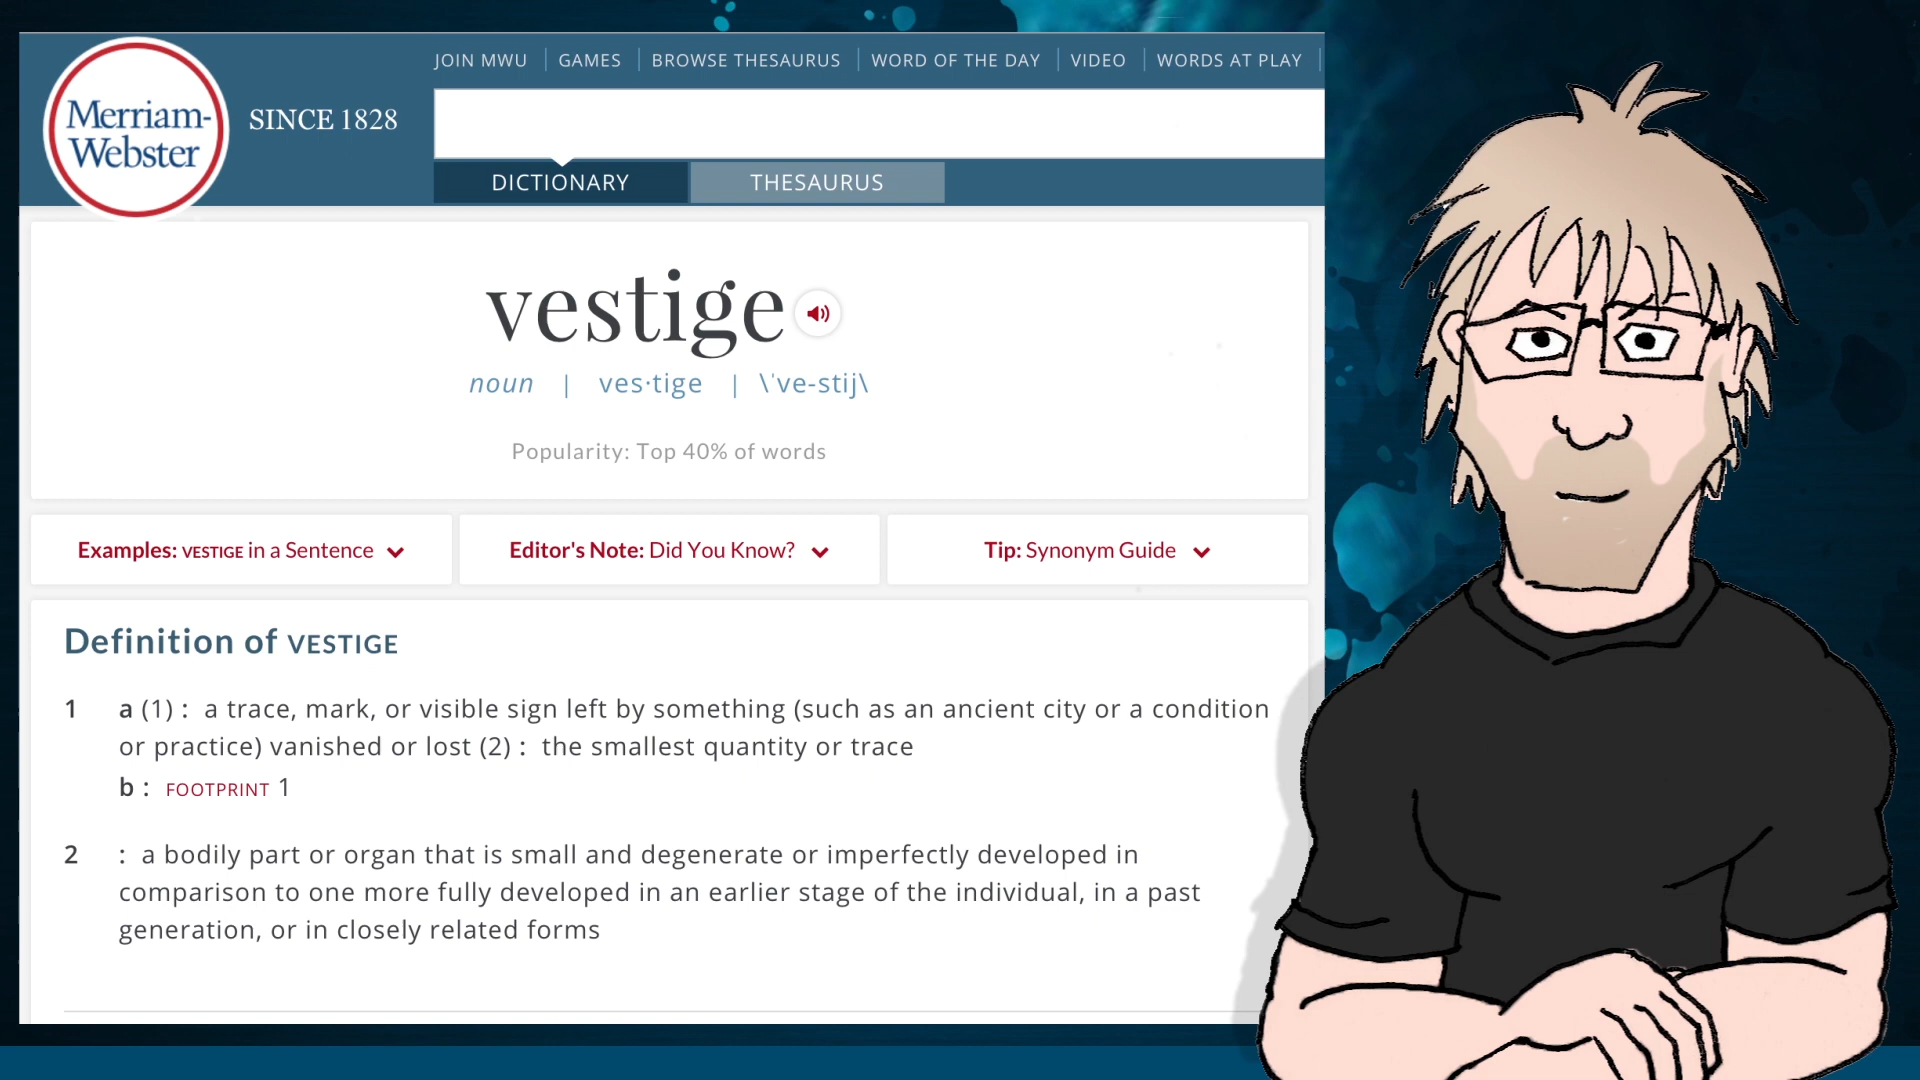 JOIN MWU | GAMES | BROWSE THESAURUS | WORD OF THE DAY | VIDEO | WORDS AT PLAY |
Merriam-
Webster
SINCE 1828
DICTIONARY THESAURUS
vestige
noun | ves·tige | \ˈve-stij\
Popularity: Top 40% of words
Examples: VESTIGE in a Sentence
Editor's Note: Did You Know?
Tip: Synonym Guide
Definition of VESTIGE
1 a (1) : a trace, mark, or visible sign left by something (such as an ancient city or a condition
or practice) vanished or lost (2) : the smallest quantity or trace
b : FOOTPRINT 1
2 : a bodily part or organ that is small and degenerate or imperfectly developed in
comparison to one more fully developed in an earlier stage of the individual, in a past
generation, or in closely related forms